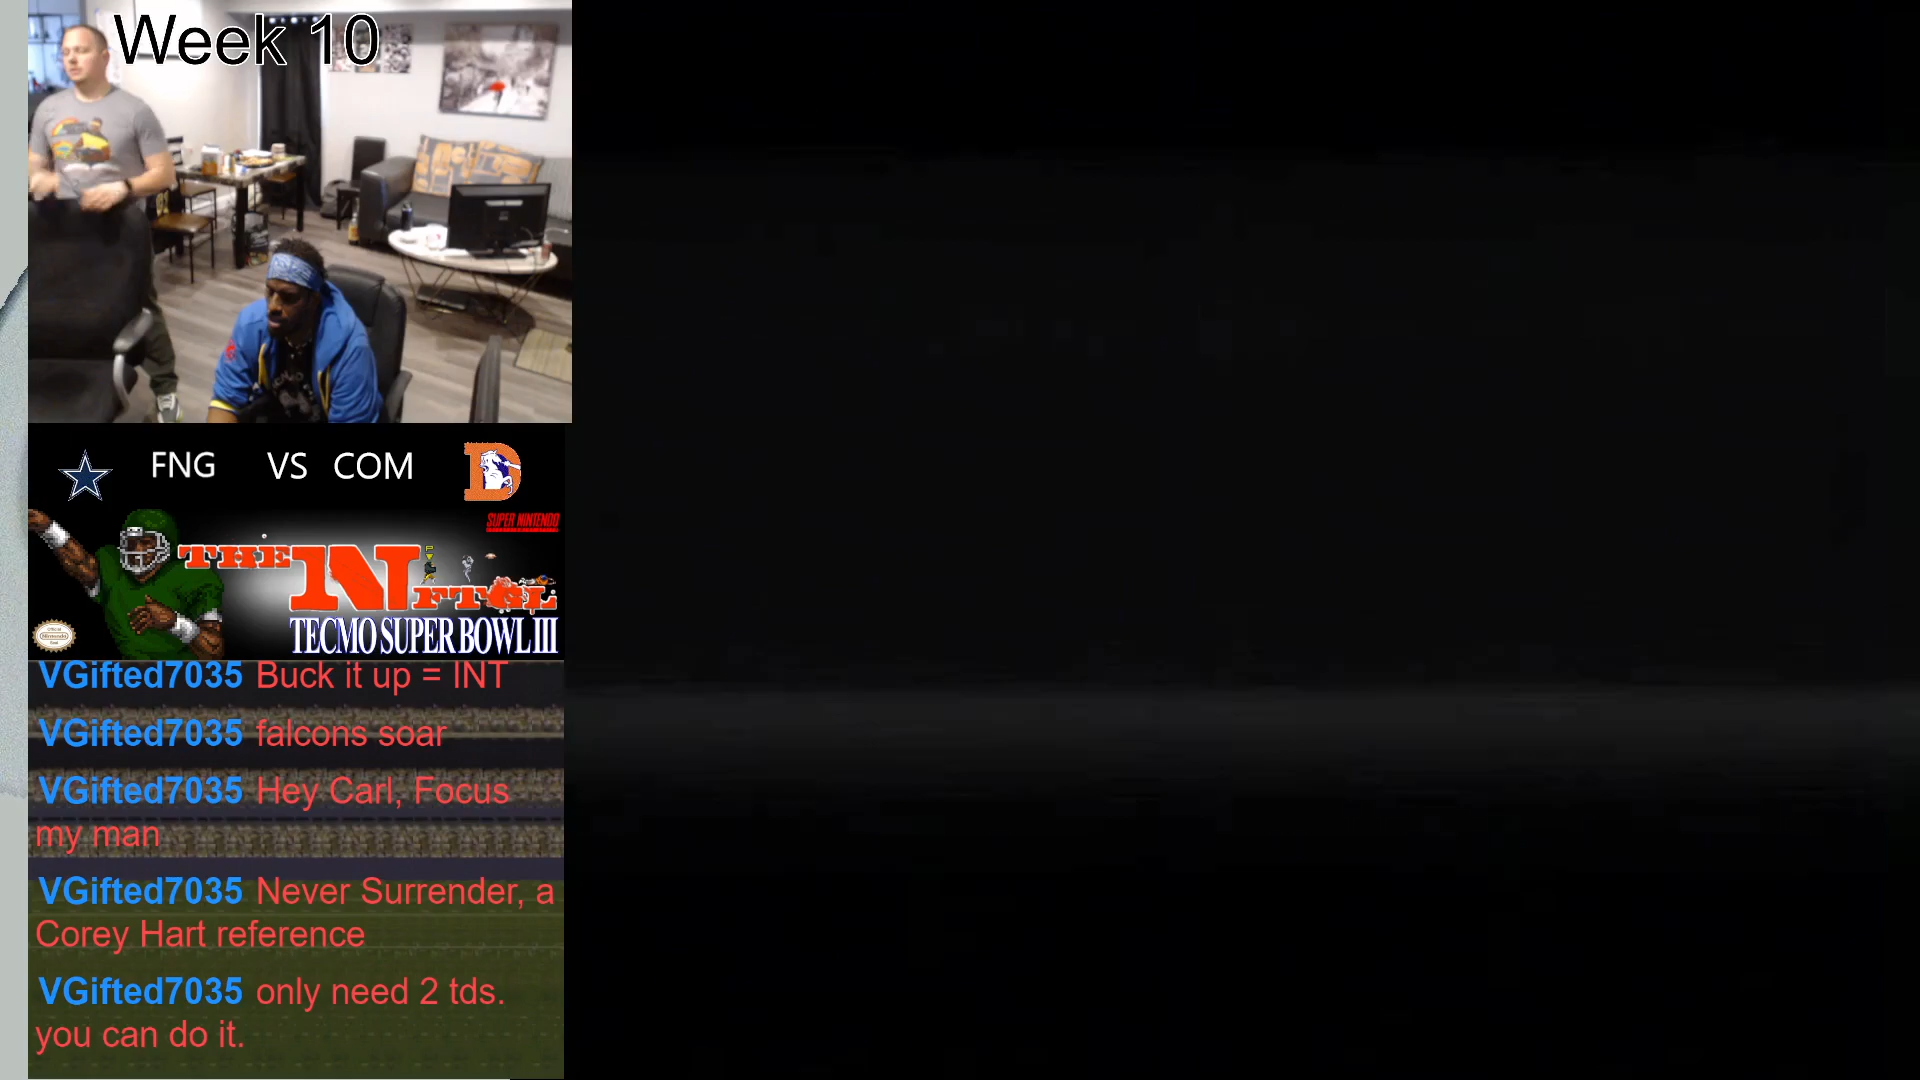 Week 10
FNG VS COM
SUPER NINTENDO
THE NFTSL
TECMO SUPER BOWL III
VGifted7035 Buck it up = INT
VGifted7035 falcons soar
VGifted7035 Hey Carl, Focus
my man
VGifted7035 Never Surrender, a
Corey Hart reference
VGifted7035 only need 2 tds.
you can do it.